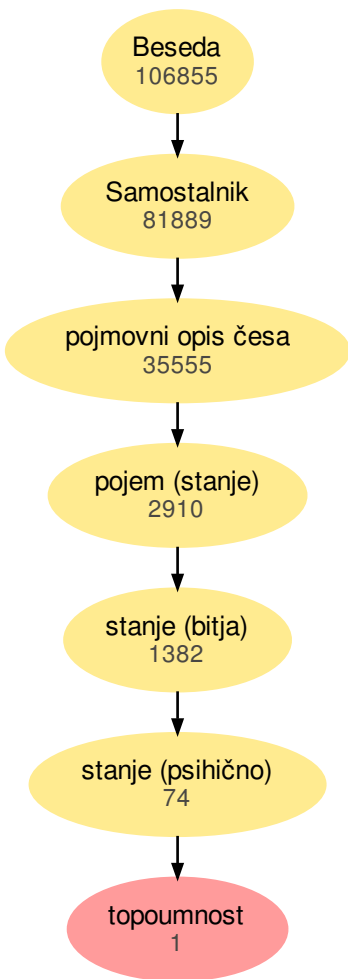 Beseda
106855
Samostalnik
81889
pojmovni opis česa
35555
pojem (stanje)
2910
stanje (bitja)
1382
stanje (psihično)
74
topoumnost
1